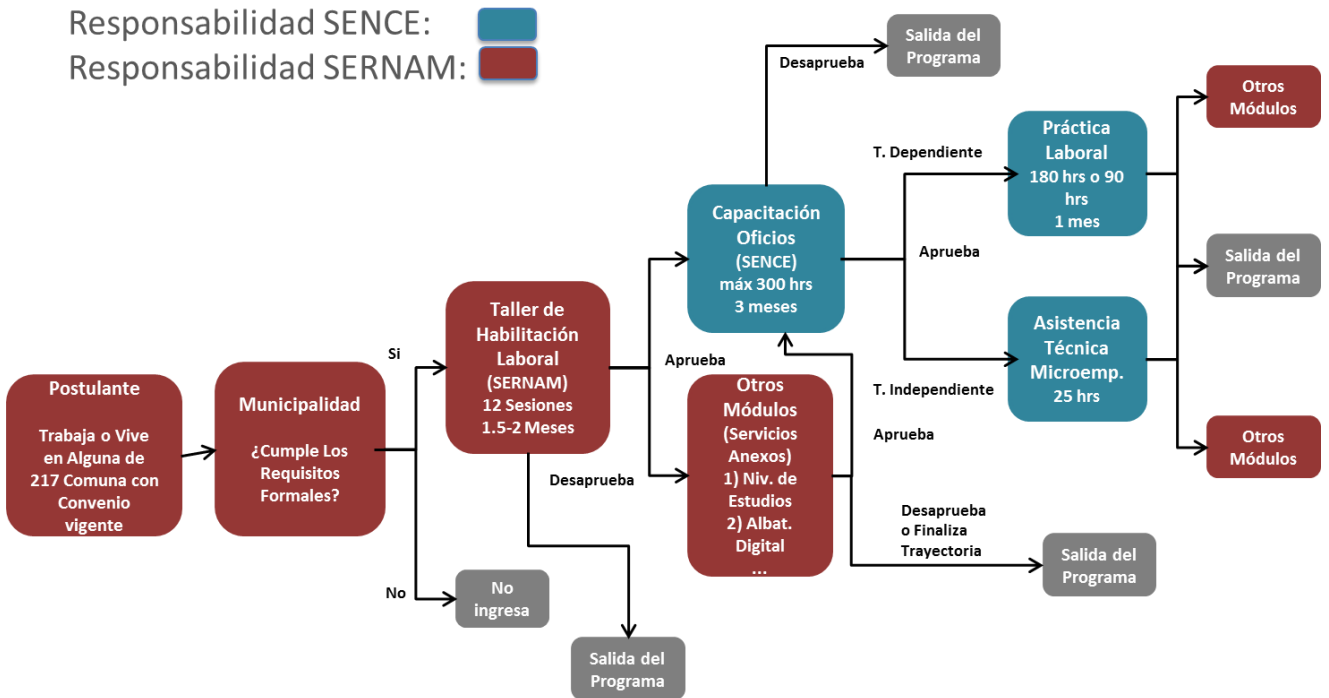 Responsabilidad SENCE:
Responsabilidad SERNAM:
Postulante
Trabaja o Vive
en Alguna de
217 Comuna con
Convenio
vigente
Municipalidad
¿Cumple Los
Requisitos
Formales?
Si
No
No
ingresa
Taller de
Habilitación
Laboral
(SERNAM)
12 Sesiones
1.5-2 Meses
Desaprueba
Salida del
Programa
Aprueba
Capacitación
Oficios
(SENCE)
máx 300 hrs
3 meses
Desaprueba
Salida del
Programa
Otros
Módulos
(Servicios
Anexos)
1) Niv. de
Estudios
2) Albat.
Digital
...
Aprueba
Desaprueba
o Finaliza
Trayectoria
Salida del
Programa
Aprueba
T. Dependiente
T. Independiente
Práctica
Laboral
180 hrs o 90
hrs
1 mes
Asistencia
Técnica
Microemp.
25 hrs
Otros
Módulos
Salida del
Programa
Otros
Módulos